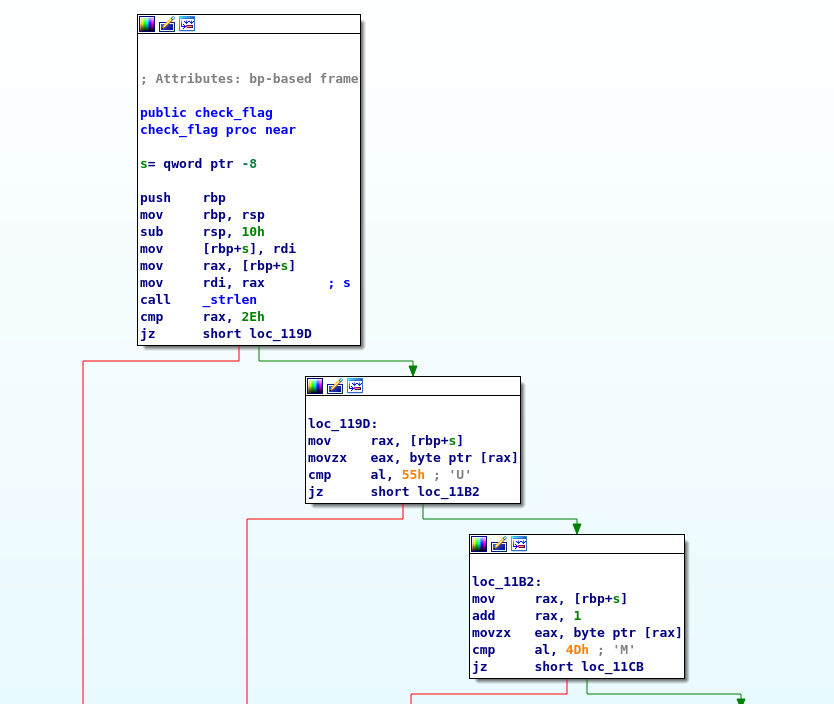 ; Attributes: bp-based frame
public check_flag
check_flag proc near
s= qword ptr -8
push    rbp
mov     rbp, rsp
sub     rsp, 10h
mov     [rbp+s], rdi
mov     rax, [rbp+s]
mov     rdi, rax        ; s
call    _strlen
cmp     rax, 2Eh
jz      short loc_119D
loc_119D:
mov     rax, [rbp+s]
movzx   eax, byte ptr [rax]
cmp     al, 55h ; 'U'
jz      short loc_11B2
loc_11B2:
mov     rax, [rbp+s]
add     rax, 1
movzx   eax, byte ptr [rax]
cmp     al, 4Dh ; 'M'
jz      short loc_11CB